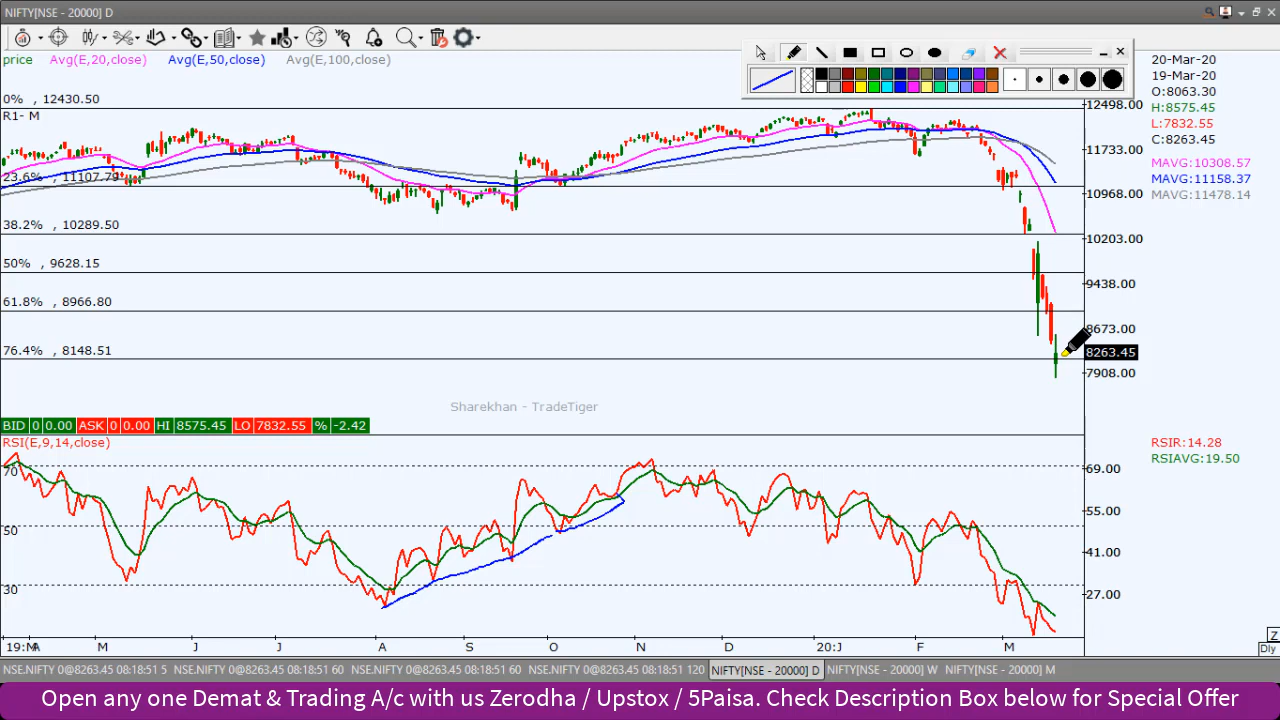 NIFTY[NSE - 20000] D
price Avg(E,20,close) Avg(E,50,close) Avg(E,100,close)
0% , 12430.50
R1- M
23.6% , 11107.79
38.2% , 10289.50
50% , 9628.15
61.8% , 8966.80
76.4% , 8148.51
Sharekhan - TradeTiger
12498.00
11733.00
10968.00
10203.00
9438.00
8673.00
8263.45
7908.00
20-Mar-20
19-Mar-20
O:8063.30
H:8575.45
L:7832.55
C:8263.45
MAVG:10308.57
MAVG:11158.37
MAVG:11478.14
BID 0 0.00 ASK 0 0.00 HI 8575.45 LO 7832.55 % -2.42
RSI(E,9,14,close)
70
50
30
69.00
55.00
41.00
27.00
RSIR:14.28
RSIAVG:19.50
M J J A S O N D 20:J F M
Z
Dly
NSE.NIFTY 0@8263.45 08:18:51 5 NSE.NIFTY 0@8263.45 08:18:51 60 NSE.NIFTY 0@8263.45 08:18:51 60 NSE.NIFTY 0@8263.45 08:18:51 120 NIFTY[NSE - 20000] D NIFTY[NSE - 20000] W NIFTY[NSE - 20000] M
Open any one Demat & Trading A/c with us Zerodha / Upstox / 5Paisa. Check Description Box below for Special Offer